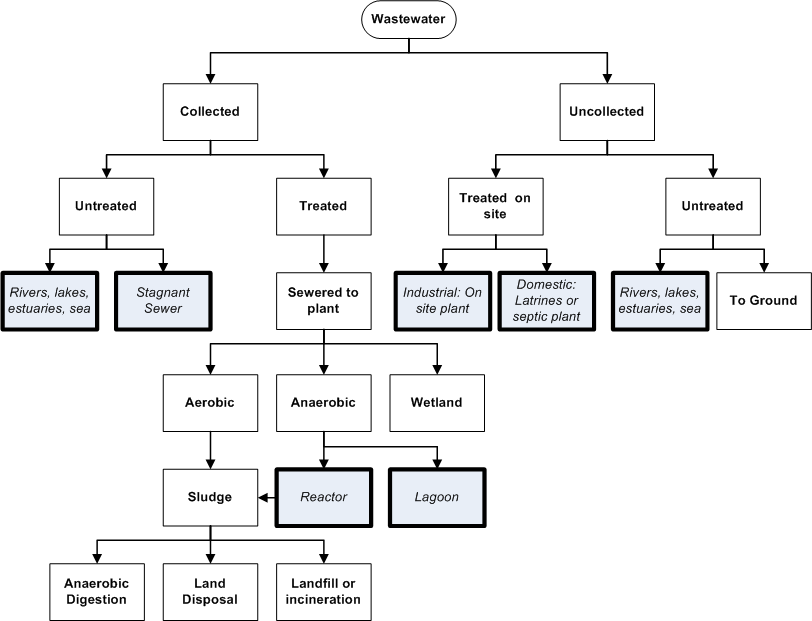 Wastewater
Collected
Uncollected
Untreated
Treated
Treated on
site
Untreated
Rivers, lakes,
estuaries, sea
Stagnant
Sewer
Sewered to
plant
Industrial: On
site plant
Domestic:
Latrines or
septic plant
Rivers, lakes,
estuaries, sea
To Ground
Aerobic
Anaerobic
Wetland
Sludge
Reactor
Lagoon
Anaerobic
Digestion
Land
Disposal
Landfill or
incineration